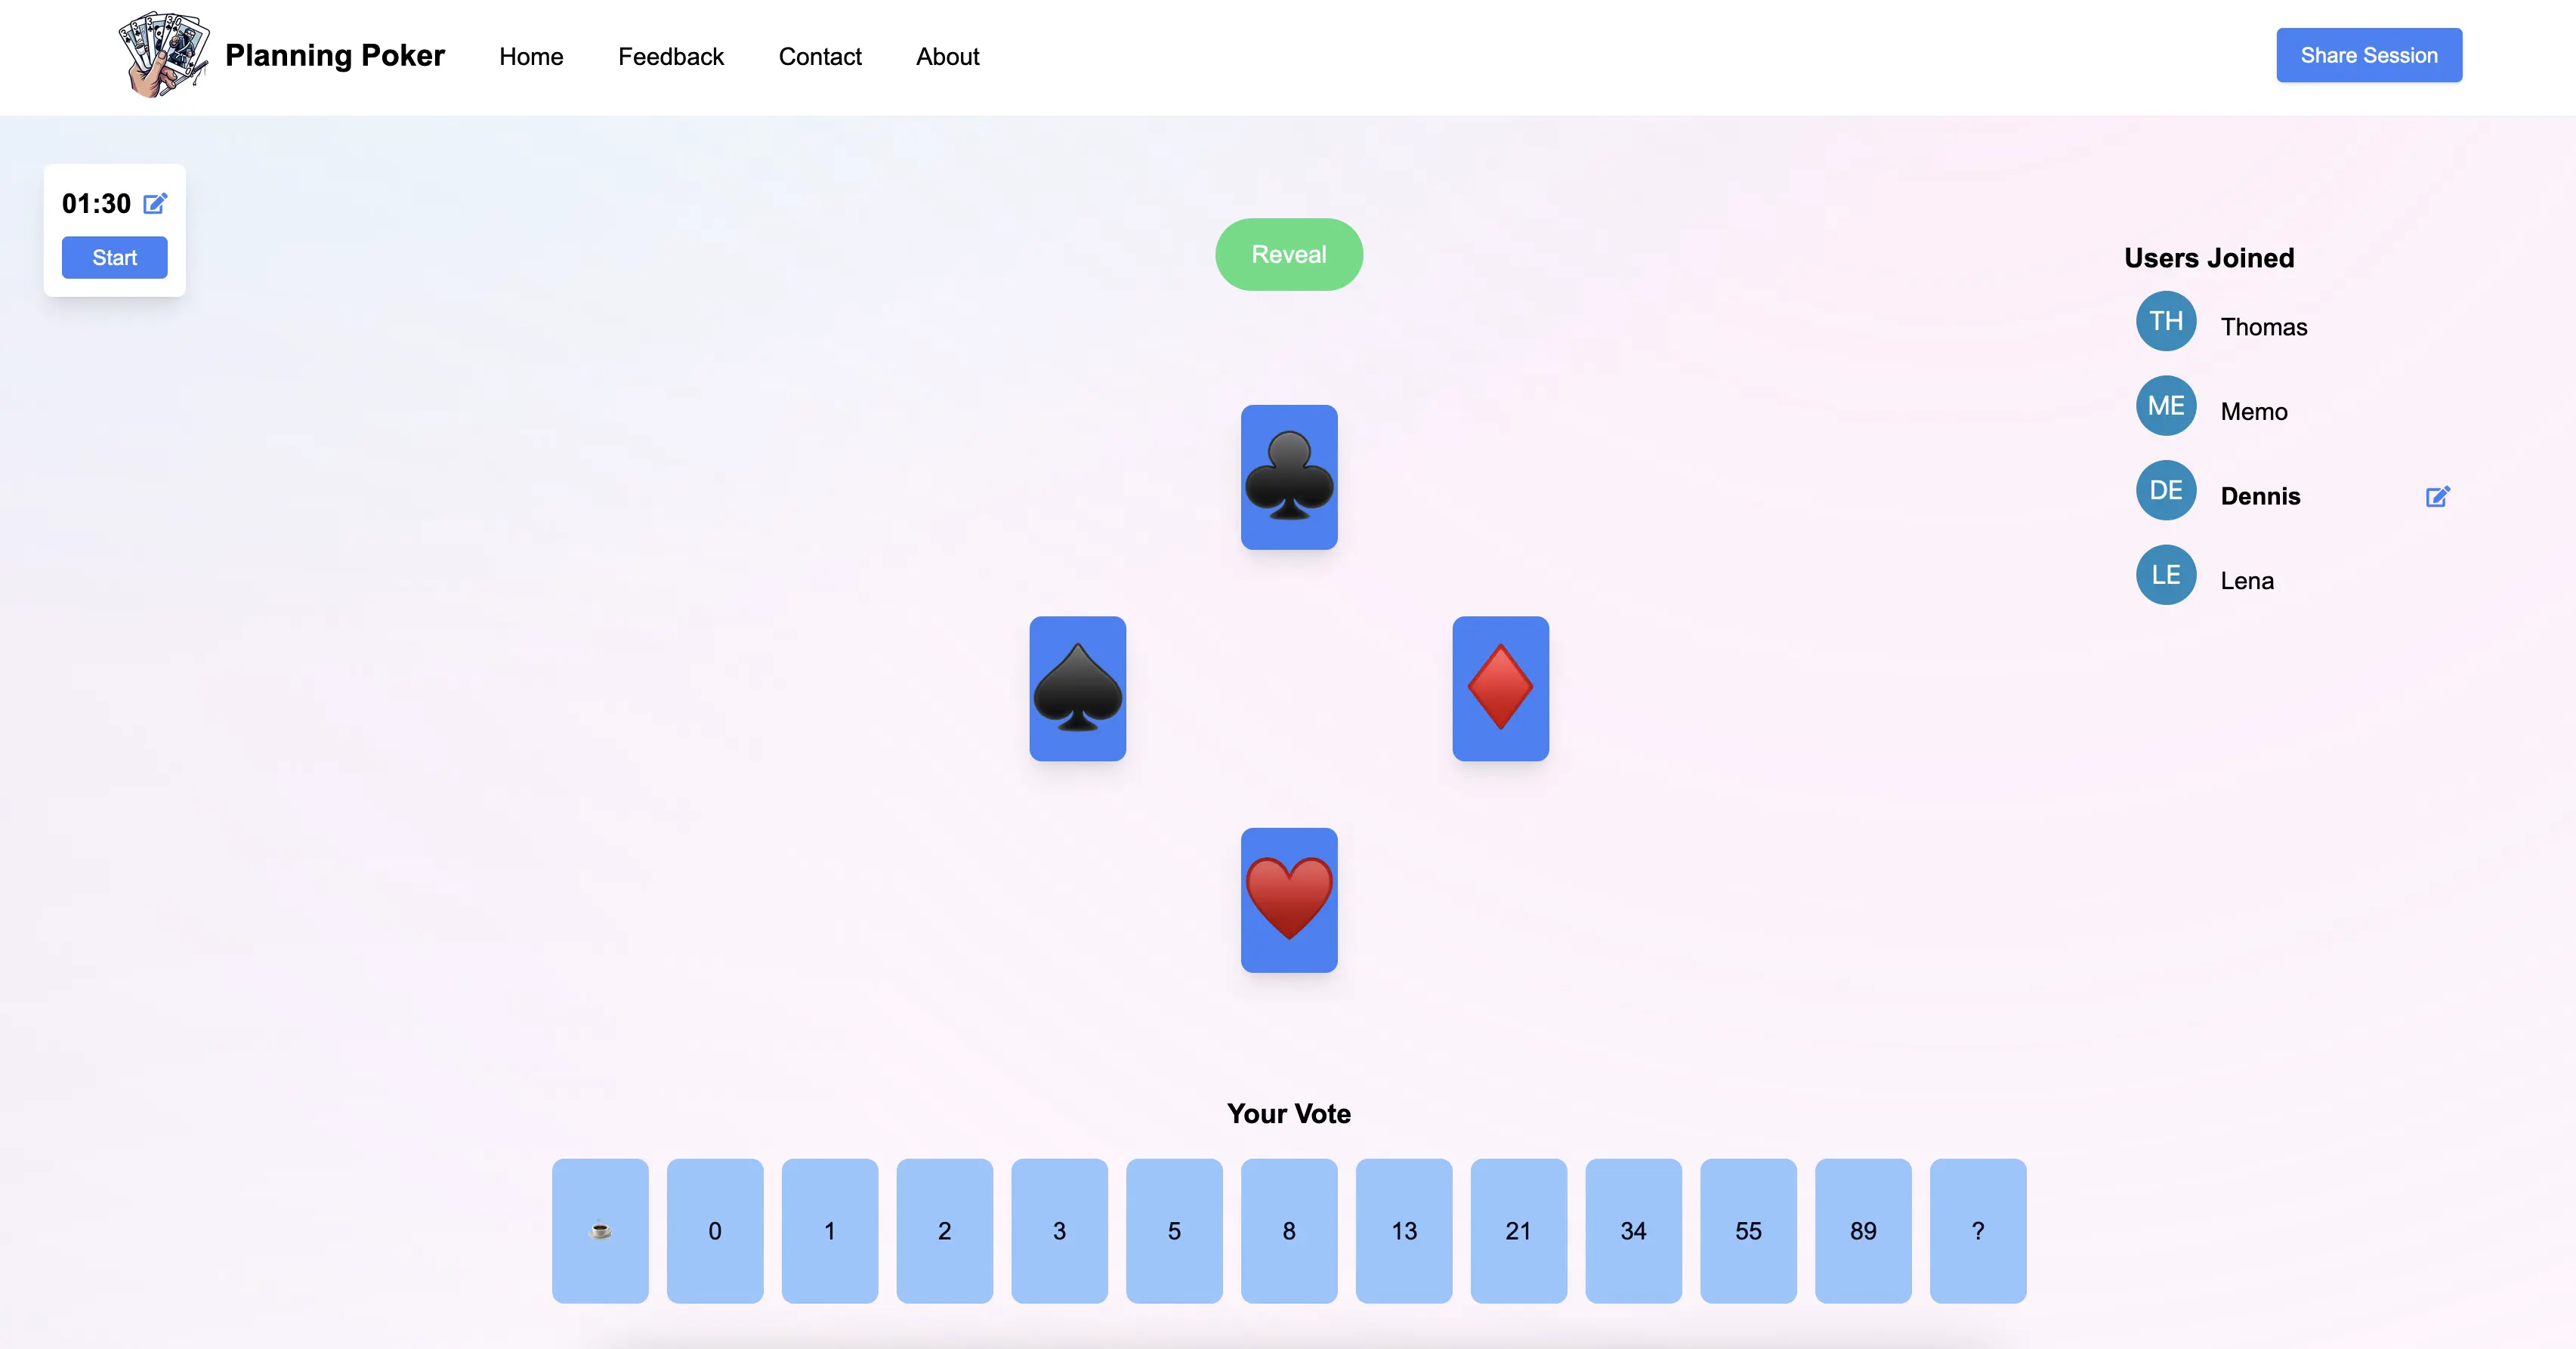 Planning Poker
Home
Feedback
Contact
About
Share Session
01:30
Start
Reveal
Users Joined
TH Thomas
ME Memo
DE Dennis
LE Lena
Your Vote
0 1 2 3 5 8 13 21 34 55 89 ?